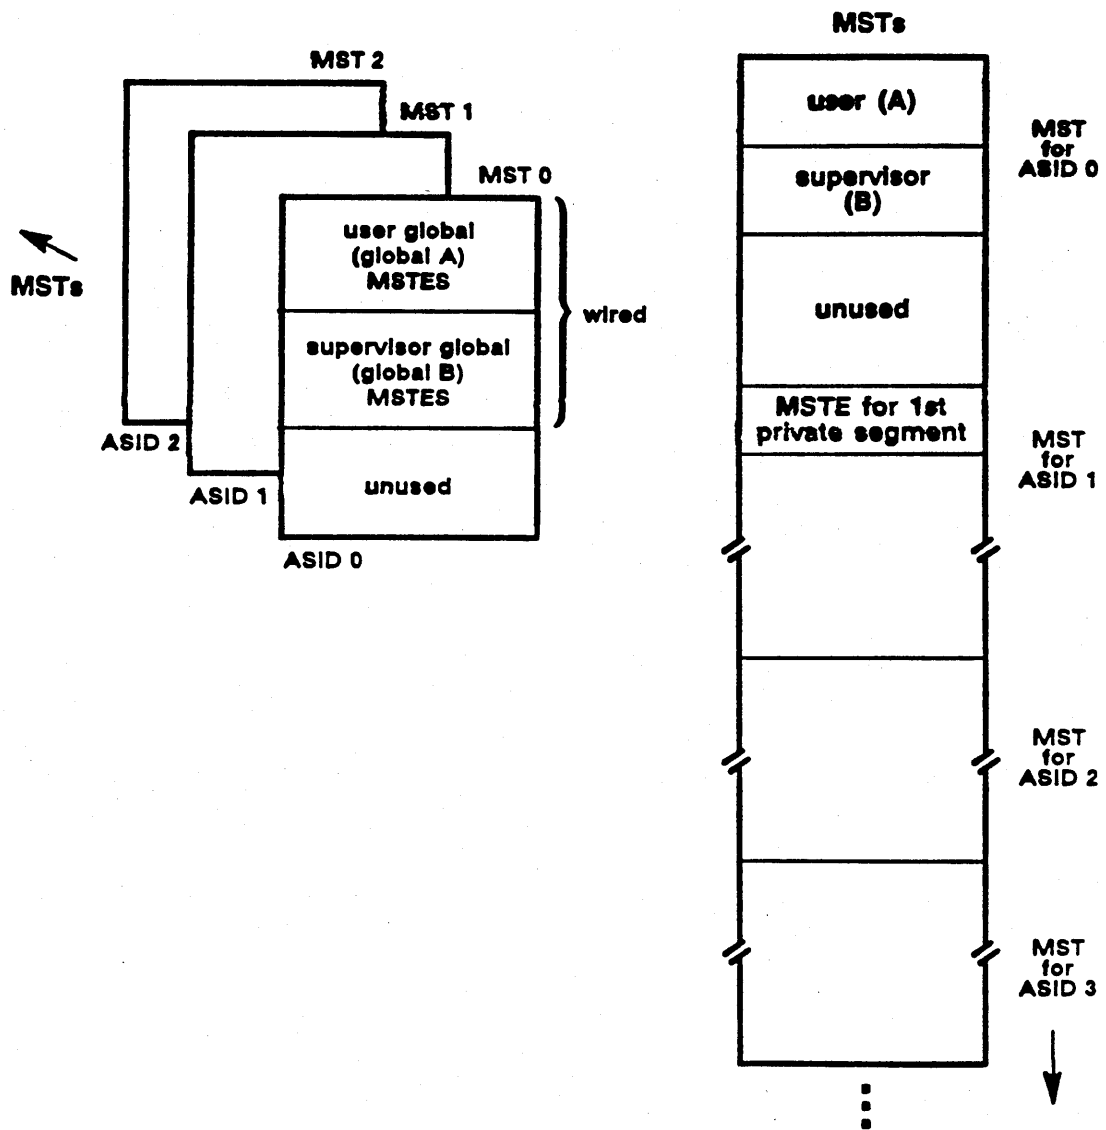 MST 2
MST 1
MST 0
user global
(global A)
MSTES
supervisor global
(global B)
MSTES
unused
wired
MSTs
ASID 2
ASID 1
ASID 0
MSTs
user (A)
supervisor
(B)
unused
MSTE for 1st
private segment
MST
for
ASID 0
MST
for
ASID 1
MST
for
ASID 2
MST
for
ASID 3